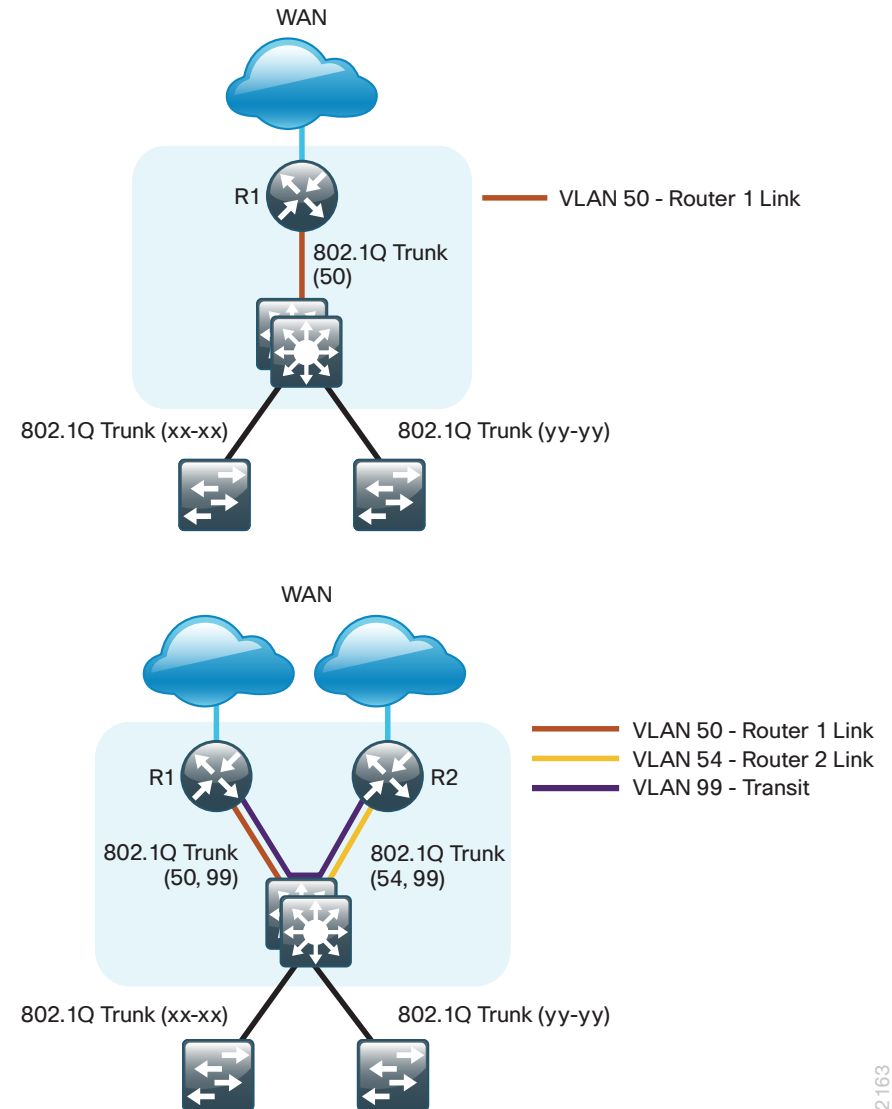 WAN
R1
VLAN 50 - Router 1 Link
802.1Q Trunk
(50)
802.1Q Trunk (xx-xx)
802.1Q Trunk (yy-yy)
WAN
VLAN 50 - Router 1 Link
VLAN 54 - Router 2 Link
VLAN 99 - Transit
R1
R2
802.1Q Trunk
(50, 99)
802.1Q Trunk
(54, 99)
802.1Q Trunk (xx-xx)
802.1Q Trunk (yy-yy)
2163